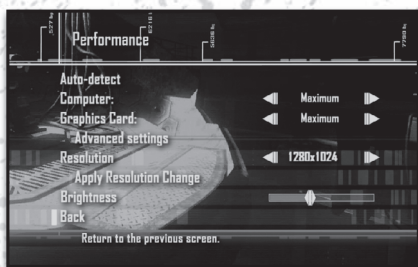 Performance
Auto-detect
Computer: Maximum
Graphics Card: Maximum
Advanced settings
Resolution 1280x1024
Apply Resolution Change
Brightness
Back
Return to the previous screen.